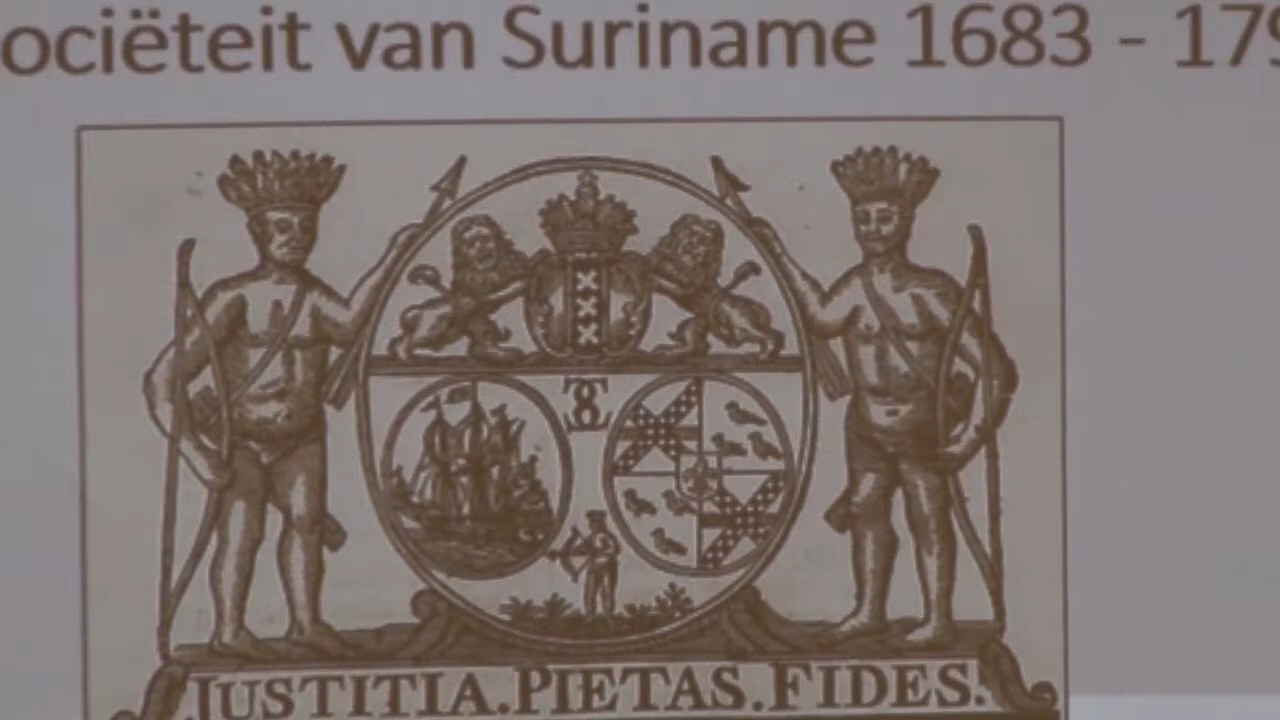 ociëteit van Suriname 1683 - 179
JUSTITIA.PIETAS.FIDES.